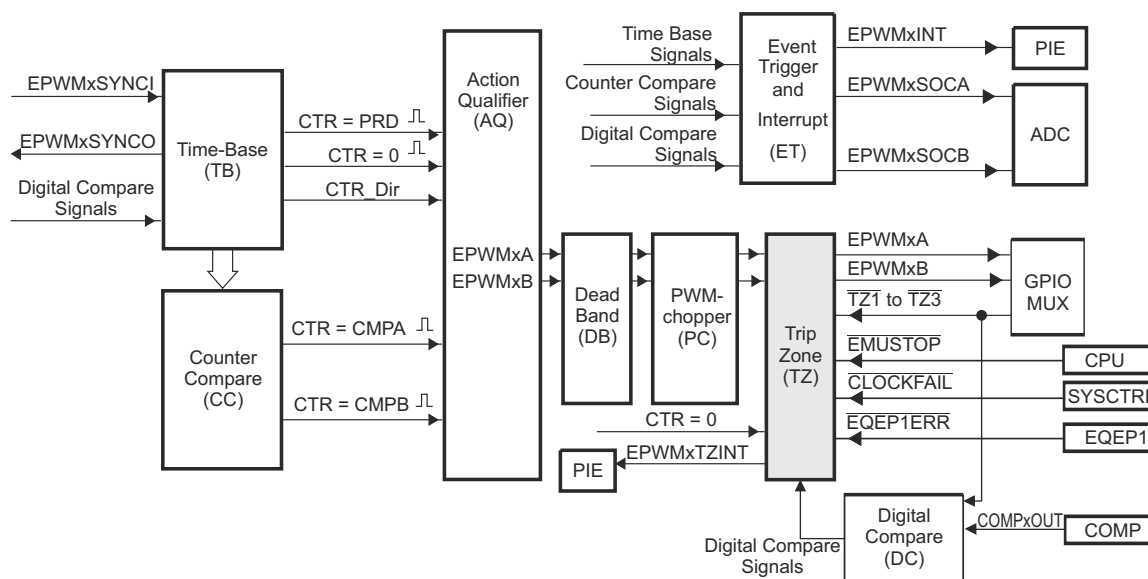 EPWMxSYNCI
EPWMxSYNCO
Digital Compare
Signals
Time-Base
(TB)
CTR = PRD
CTR = 0
CTR_Dir
Counter
Compare
(CC)
CTR = CMPA
CTR = CMPB
Action
Qualifier
(AQ)
EPWMxA
EPWMxB
Time Base
Signals
Counter Compare
Signals
Digital Compare
Signals
Event
Trigger
and
Interrupt
(ET)
EPWMxINT
EPWMxSOCA
EPWMxSOCB
PIE
ADC
Dead
Band
(DB)
PWM-
chopper
(PC)
CTR = 0
EPWMxTZINT
PIE
Trip
Zone
(TZ)
EPWMxA
EPWMxB
TZ1 to TZ3
EMUSTOP
CLOCKFAIL
EQEP1ERR
GPIO
MUX
CPU
SYSCTRL
EQEP1
Digital Compare
Signals
Digital
Compare
(DC)
COMPxOUT
COMP